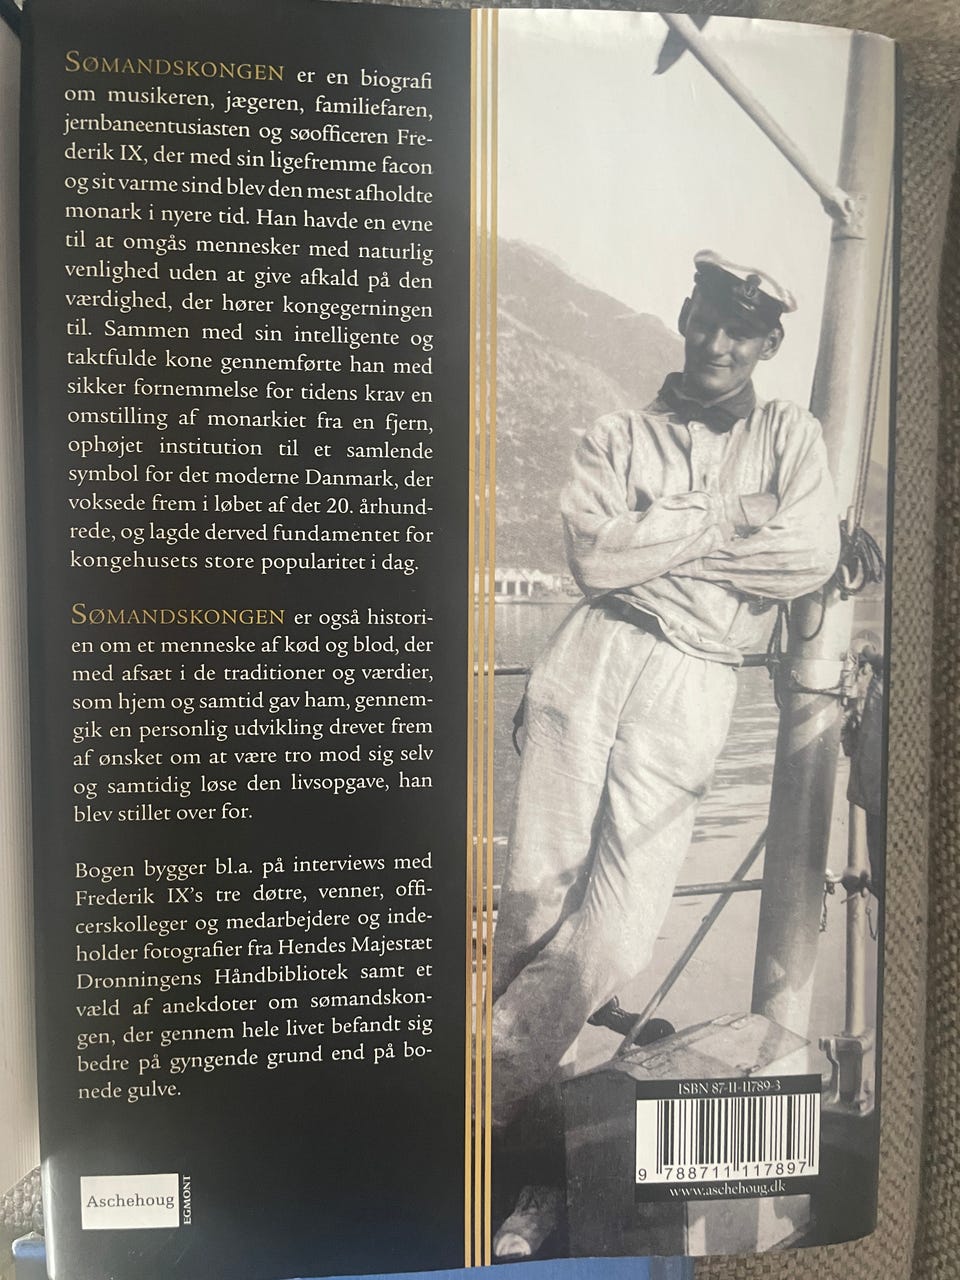 SØMANDSKONGEN er en biografi
om musikeren, jægeren, familiefaren,
jernbaneentusiasten og søofficeren Fre-
derik IX, der med sin ligefremme facon
og sit varme sind blev den mest afholdte
monark i nyere tid. Han havde en evne
til at omgås mennesker med naturlig
venlighed uden at give afkald på den
værdighed, der hører kongegerningen
til. Sammen med sin intelligente og
taktfulde kone gennemførte han med
sikker fornemmelse for tidens krav en
omstilling af monarkiet fra en fjern,
ophøjet institution til et samlende
symbol for det moderne Danmark, der
voksede frem i løbet af det 20. århund-
rede, og lagde derved fundamentet for
kongehusets store popularitet i dag.
SØMANDSKONGEN er også histori-
en om et menneske af kød og blod, der
med afsæt i de traditioner og værdier,
som hjem og samtid gav ham, gennem-
gik en personlig udvikling drevet frem
af ønsket om at være tro mod sig selv
og samtidig løse den livsopgave, han
blev stillet over for.
Bogen bygger bl.a. på interviews med
Frederik IX's tre døtre, venner, offi-
cerskolleger og medarbejdere og inde-
holder fotografier fra Hendes Majestæt
Dronningens Håndbibliotek samt et
væld af anekdoter om sømandskon-
gen, der gennem hele livet befandt sig
bedre på gyngende grund end på bo-
nede gulve.
Aschehoug
EGMONT
ISBN 87-11-11789-3
9 788711 117897
www.aschehoug.dk